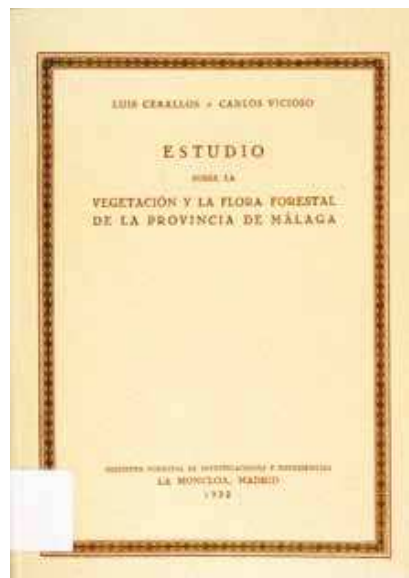 LUIS CEBALLOS y CARLOS VICIOSO
ESTUDIO
SOBRE LA
VEGETACIÓN Y LA FLORA FORESTAL
DE LA PROVINCIA DE MÁLAGA
INSTITUTO FORESTAL DE INVESTIGACIONES Y EXPERIENCIAS
LA MONCLOA, MADRID